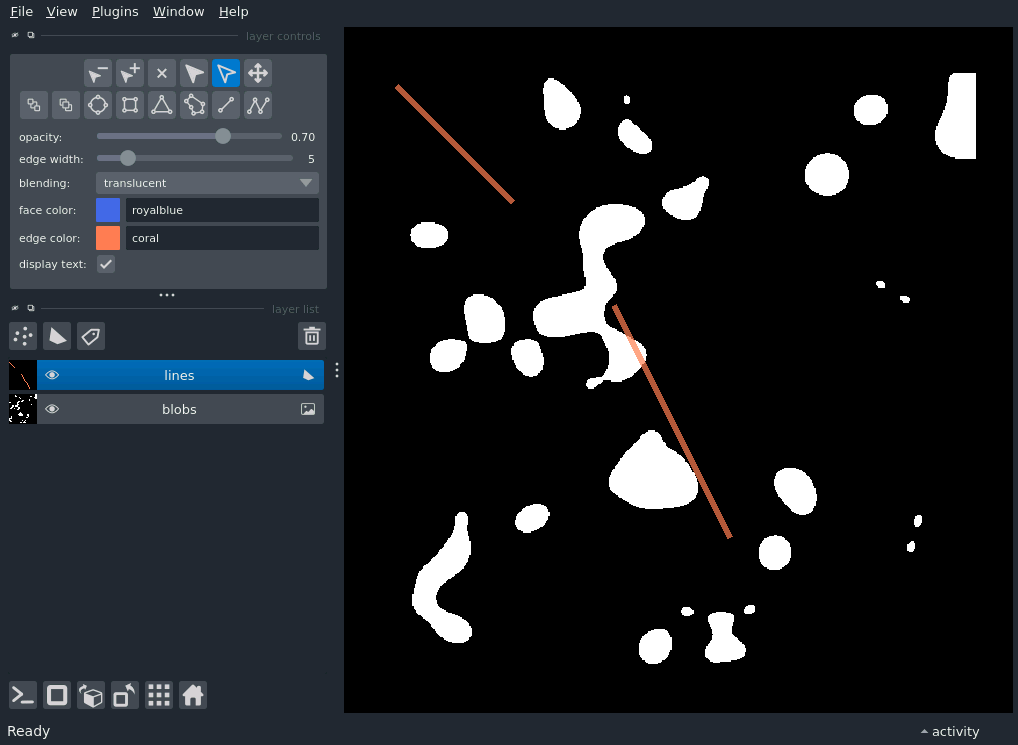 File View Plugins Window Help
layer controls
opacity: 0.70
edge width: 5
blending: translucent
face color: royalblue
edge color: coral
display text:
layer list
lines
blobs
Ready
activity